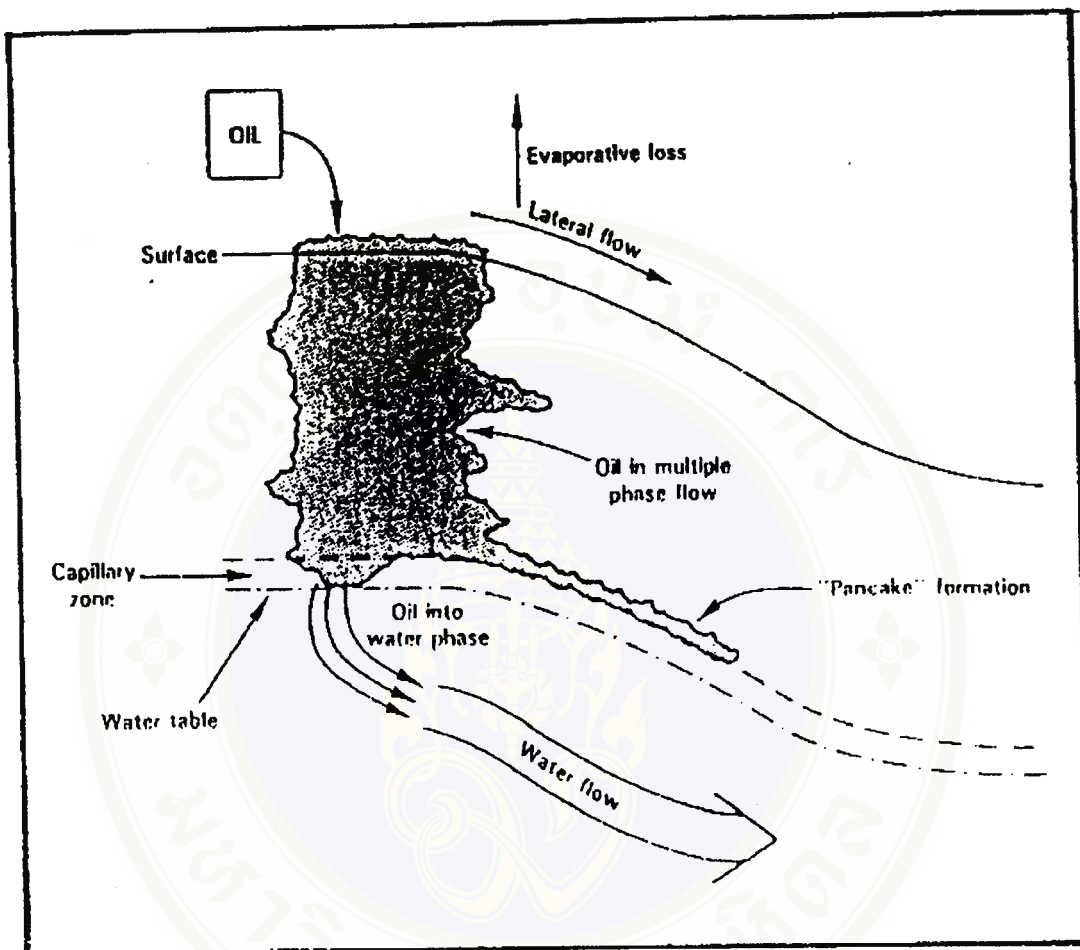 OIL
Evaporative loss
Lateral flow
Surface
Oil in multiple
phase flow
Capillary
zone
"Pancake" formation
Oil into
water phase
Water table
Water flow